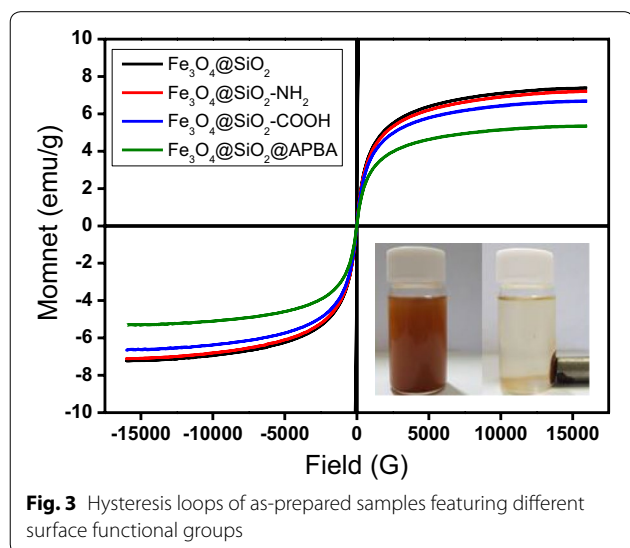 10
8
6
4
2
0
-2
-4
-6
-8
-10
Momnet (emu/g)
Fe₃O₄@SiO₂
Fe₃O₄@SiO₂-NH₂
Fe₃O₄@SiO₂-COOH
Fe₃O₄@SiO₂@APBA
-15000 -10000 -5000 0 5000 10000 15000
Field (G)
Fig. 3 Hysteresis loops of as-prepared samples featuring different
surface functional groups